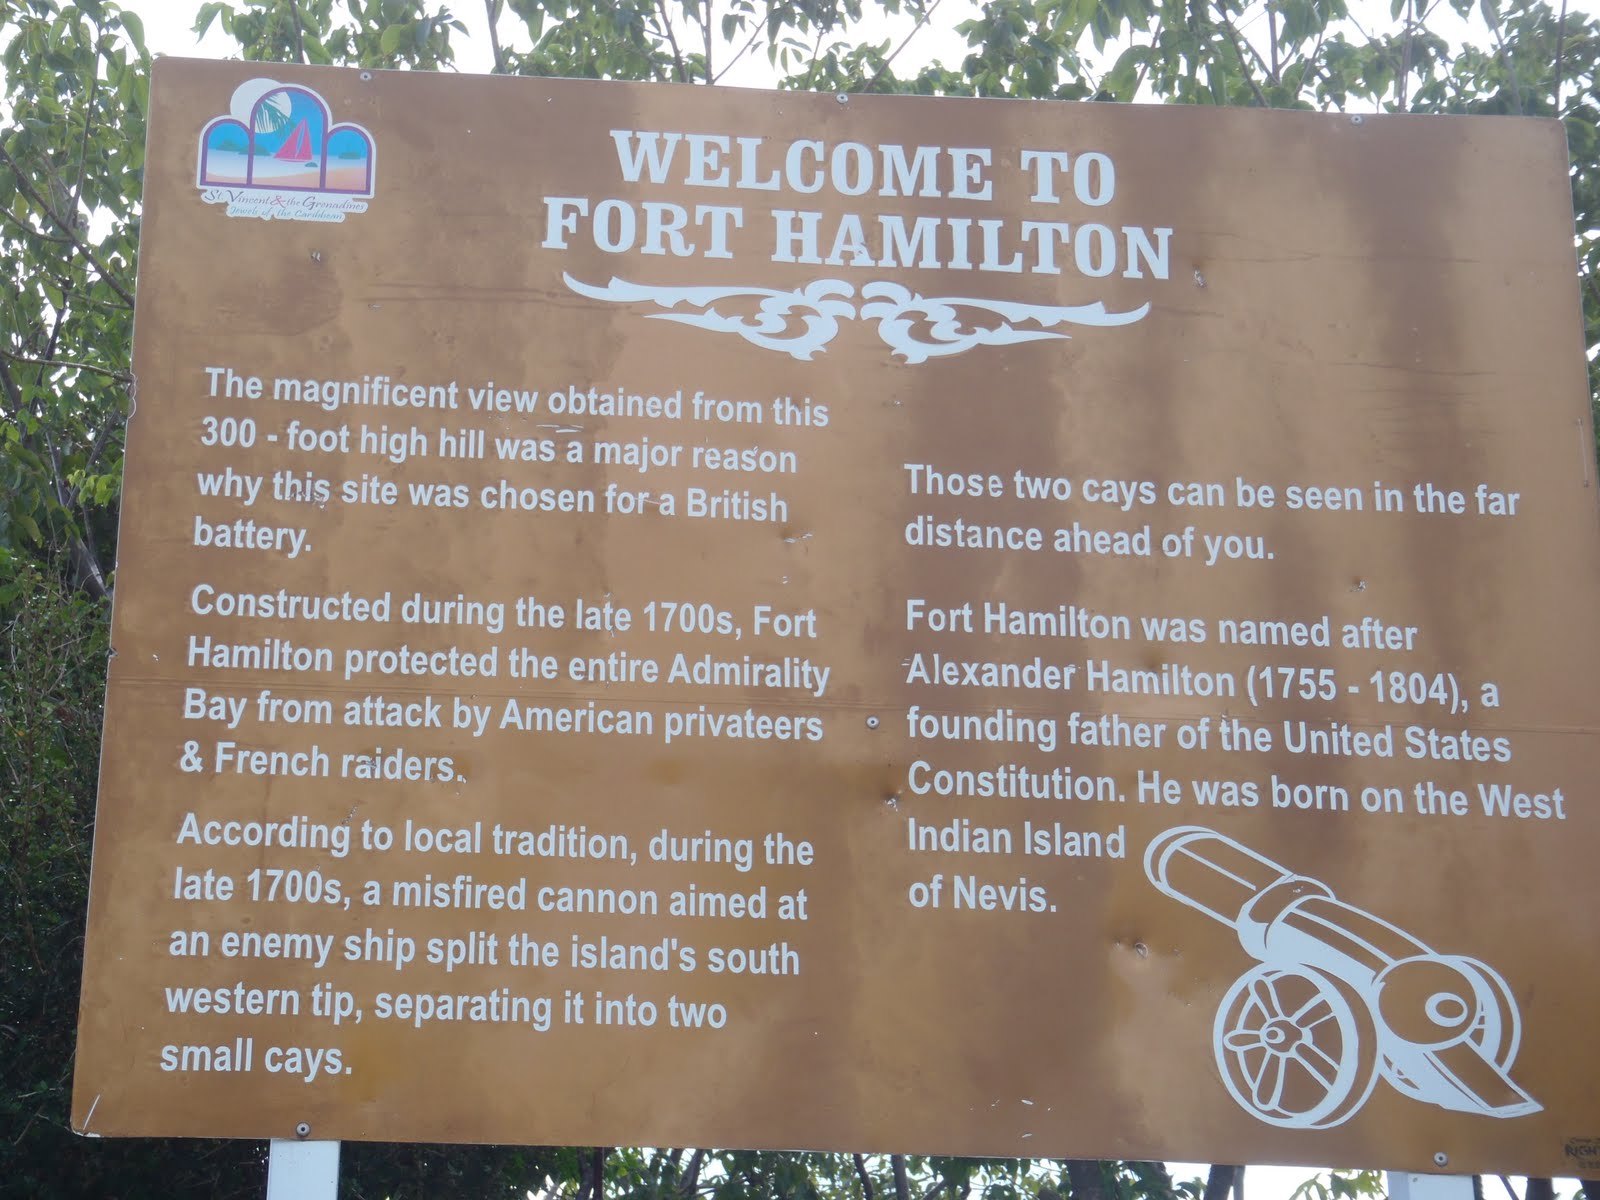 St. Vincent & the Grenadines
Jewels of the Caribbean
WELCOME TO
FORT HAMILTON
The magnificent view obtained from this
300 - foot high hill was a major reason
why this site was chosen for a British
battery.
Constructed during the late 1700s, Fort
Hamilton protected the entire Admirality
Bay from attack by American privateers
& French raiders.
According to local tradition, during the
late 1700s, a misfired cannon aimed at
an enemy ship split the island's south
western tip, separating it into two
small cays.
Those two cays can be seen in the far
distance ahead of you.
Fort Hamilton was named after
Alexander Hamilton (1755 - 1804), a
founding father of the United States
Constitution. He was born on the West
Indian Island
of Nevis.